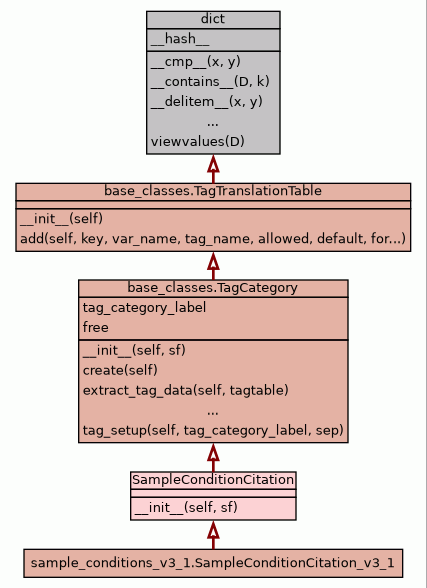 dict
__hash__
__cmp__(x, y)
__contains__(D, k)
__delitem__(x, y)
...
viewvalues(D)
base_classes.TagTranslationTable
__init__(self)
add(self, key, var_name, tag_name, allowed, default, for...)
base_classes.TagCategory
tag_category_label
free
__init__(self, sf)
create(self)
extract_tag_data(self, tagtable)
...
tag_setup(self, tag_category_label, sep)
SampleConditionCitation
__init__(self, sf)
sample_conditions_v3_1.SampleConditionCitation_v3_1